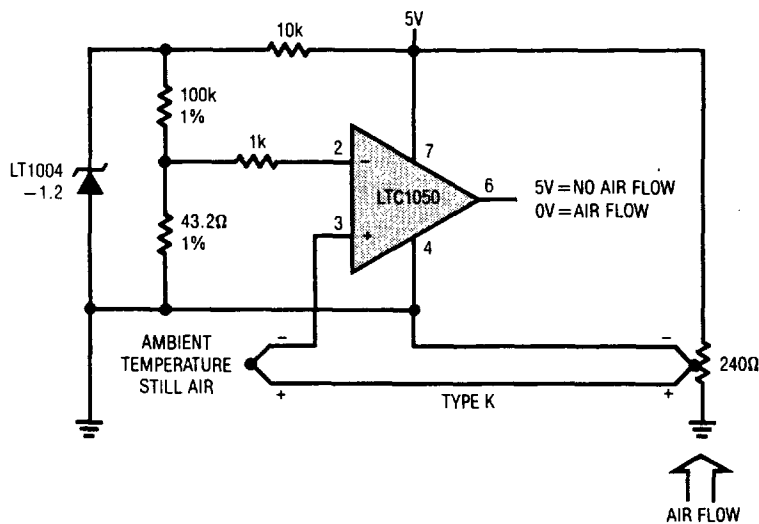 10k
5V
100k
1%
1k
LT1004
−1.2
2
−
7
LTC1050
6
5V = NO AIR FLOW
0V = AIR FLOW
43.2Ω
1%
3
+
4
AMBIENT
TEMPERATURE
STILL AIR
−
−
240Ω
+
TYPE K
+
AIR FLOW